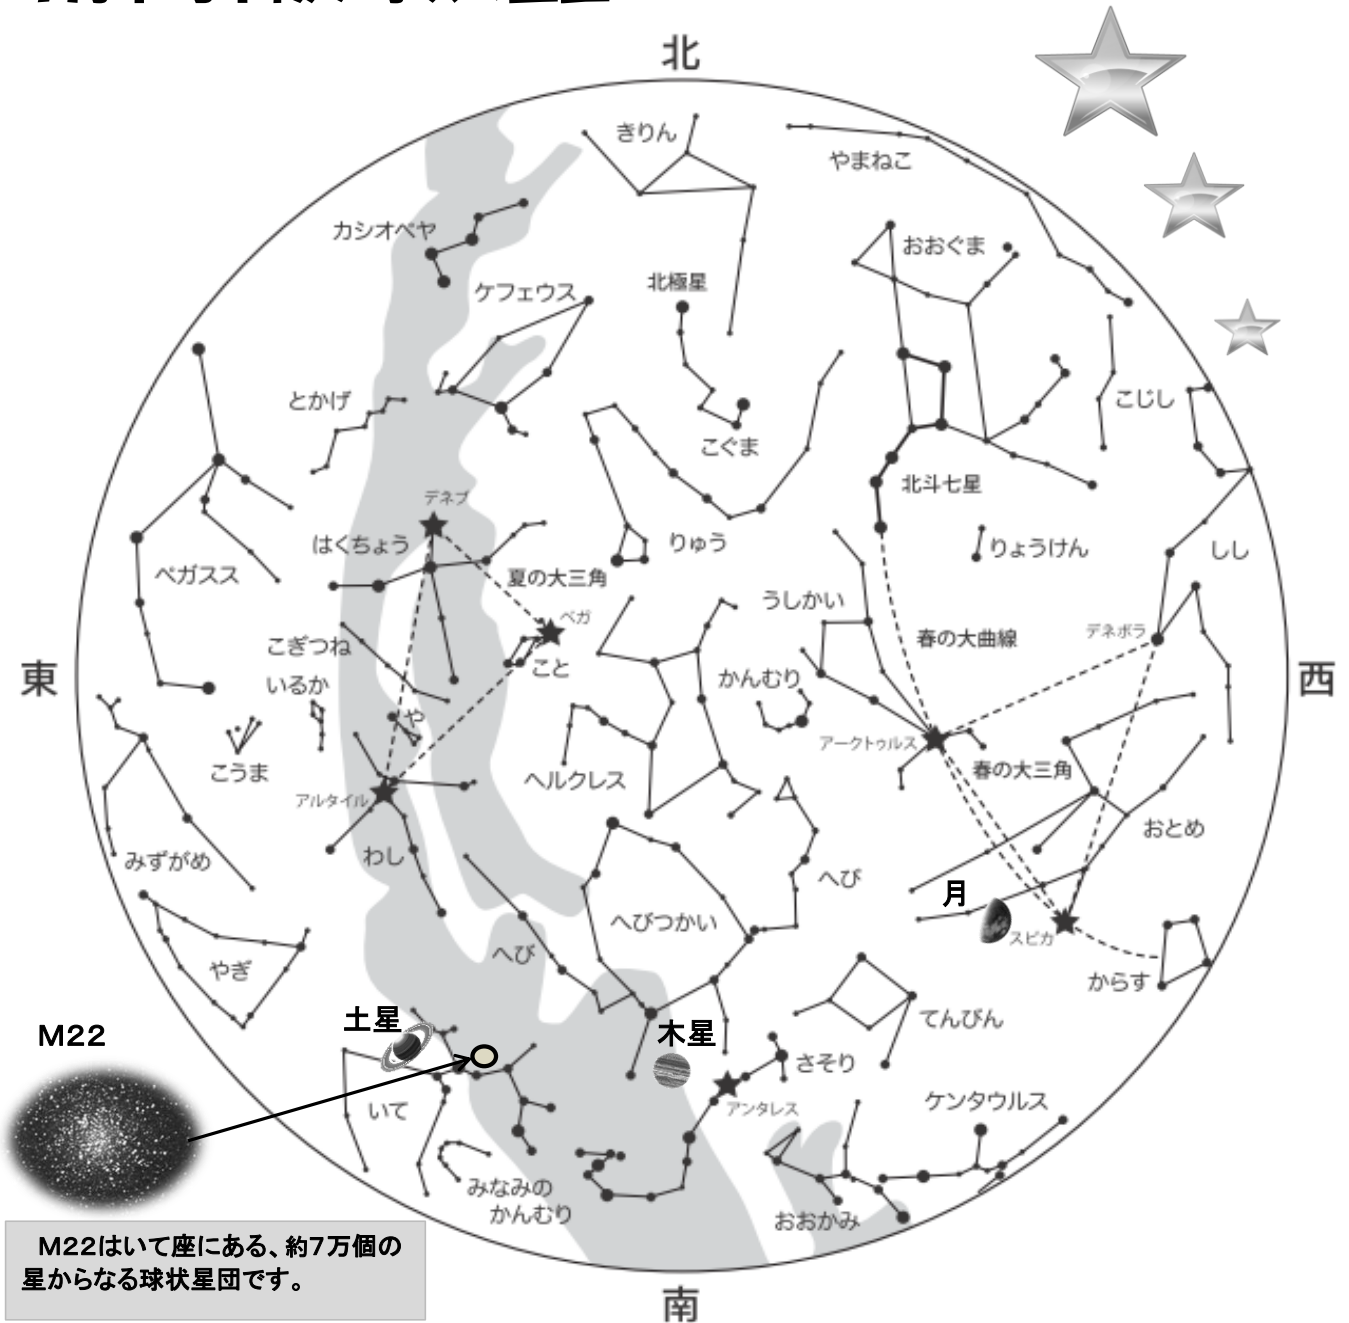 北
きりん
やまねこ
カシオペヤ
おおぐま
北極星
ケフェウス
とかげ
こじし
こぐま
北斗七星
デネブ
りゅう
りょうけん
しし
はくちょう
ペガスス
夏の大三角
うしかい
ベガ
春の大曲線
デネボラ
こぎつね
こと
東
西
いるか
かんむり
や
アークトゥルス
こうま
ヘルクレス
春の大三角
アルタイル
おとめ
わし
みずがめ
へび
月
へびつかい
スピカ
へび
やぎ
からす
土星
てんびん
M22
木星
さそり
いて
アンタレス
ケンタウルス
みなみの
かんむり
おおかみ
M22はいて座にある、約7万個の
星からなる球状星団です。
南